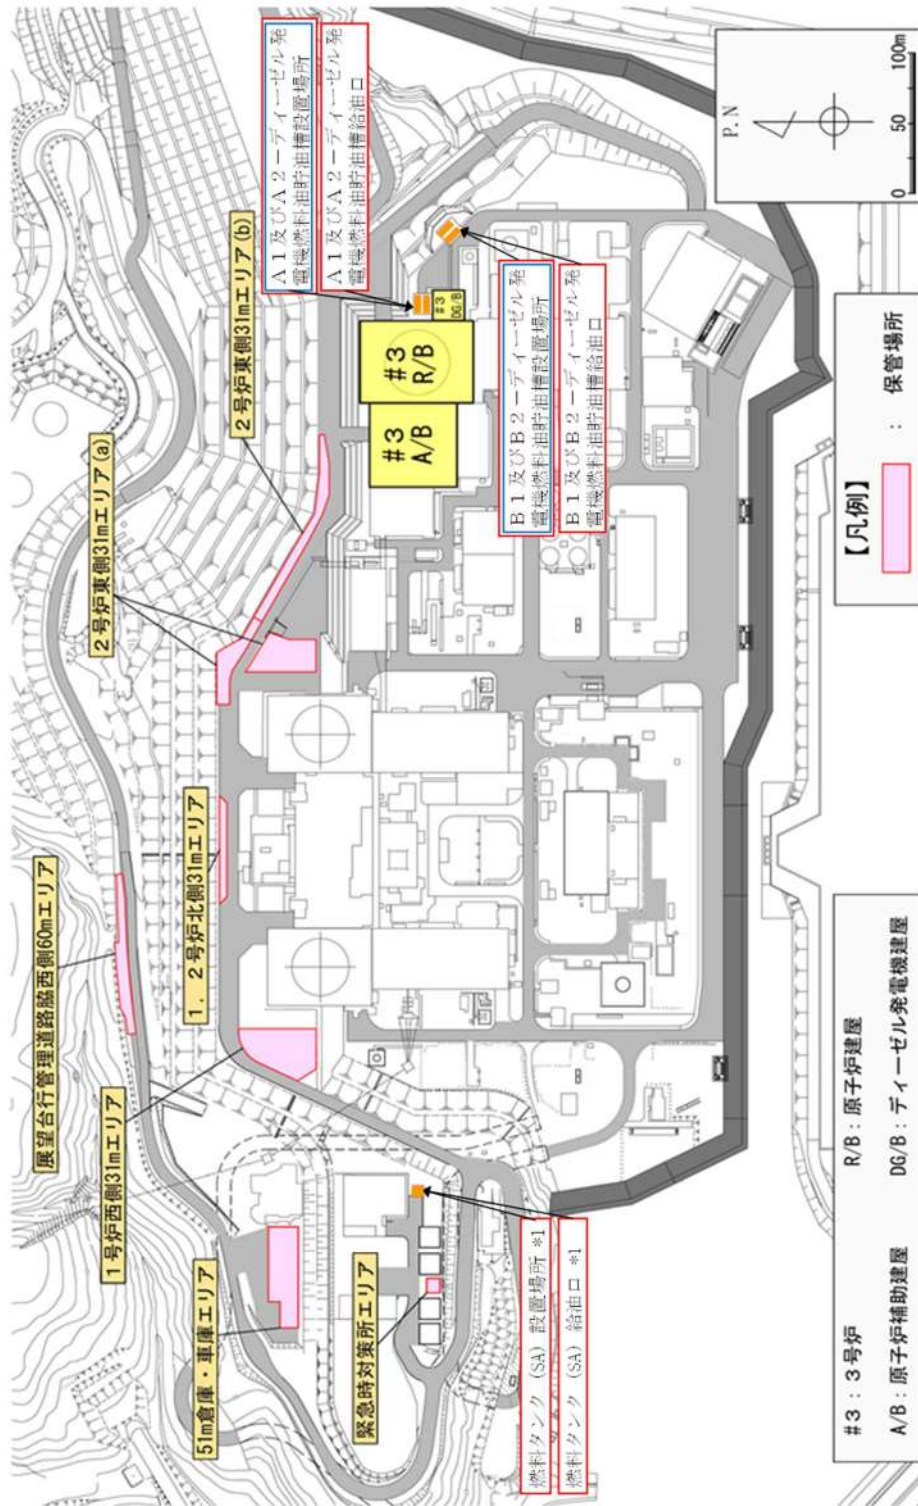 展望台行管理道路脇西側60mエリア
1号炉西側31mエリア
51m倉庫・車庫エリア
緊急時対策所エリア
1．2号炉北側31mエリア
2号炉東側31mエリア(a)
2号炉東側31mエリア(b)
A1及びA2－ディーゼル発
電機燃料油貯油槽設置場所
A1及びA2－ディーゼル発
電機燃料油貯油槽給油口
#3
A/B
#3
R/B
#3
DG/B
B1及びB2－ディーゼル発
電機燃料油貯油槽設置場所
B1及びB2－ディーゼル発
電機燃料油貯油槽給油口
燃料タンク（SA）設置場所 *1
燃料タンク（SA）給油口 *1
P.N
0 50 100m
【凡例】
： 保管場所
#3：3号炉 R/B：原子炉建屋
A/B：原子炉補助建屋 DG/B：ディーゼル発電機建屋